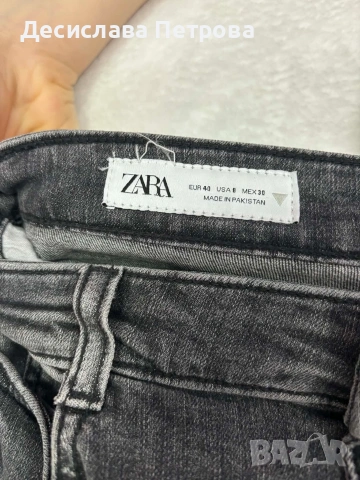 Десислава Петрова
ZARA
EUR 40 USA 8 MEX 30
MADE IN PAKISTAN
BAZAR